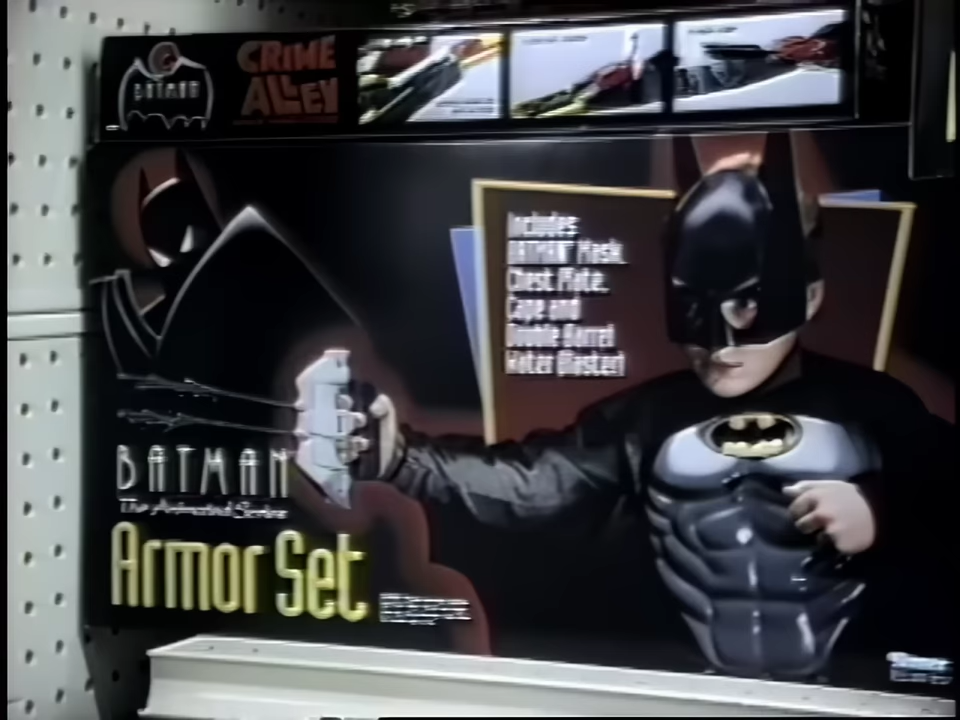 BATMAN
CRIME
ALLEY
Includes:
BATMAN™ Mask,
Chest Plate,
Cape and
Double Barrel
Water Blaster!
BATMAN
The Animated Series
Armor Set